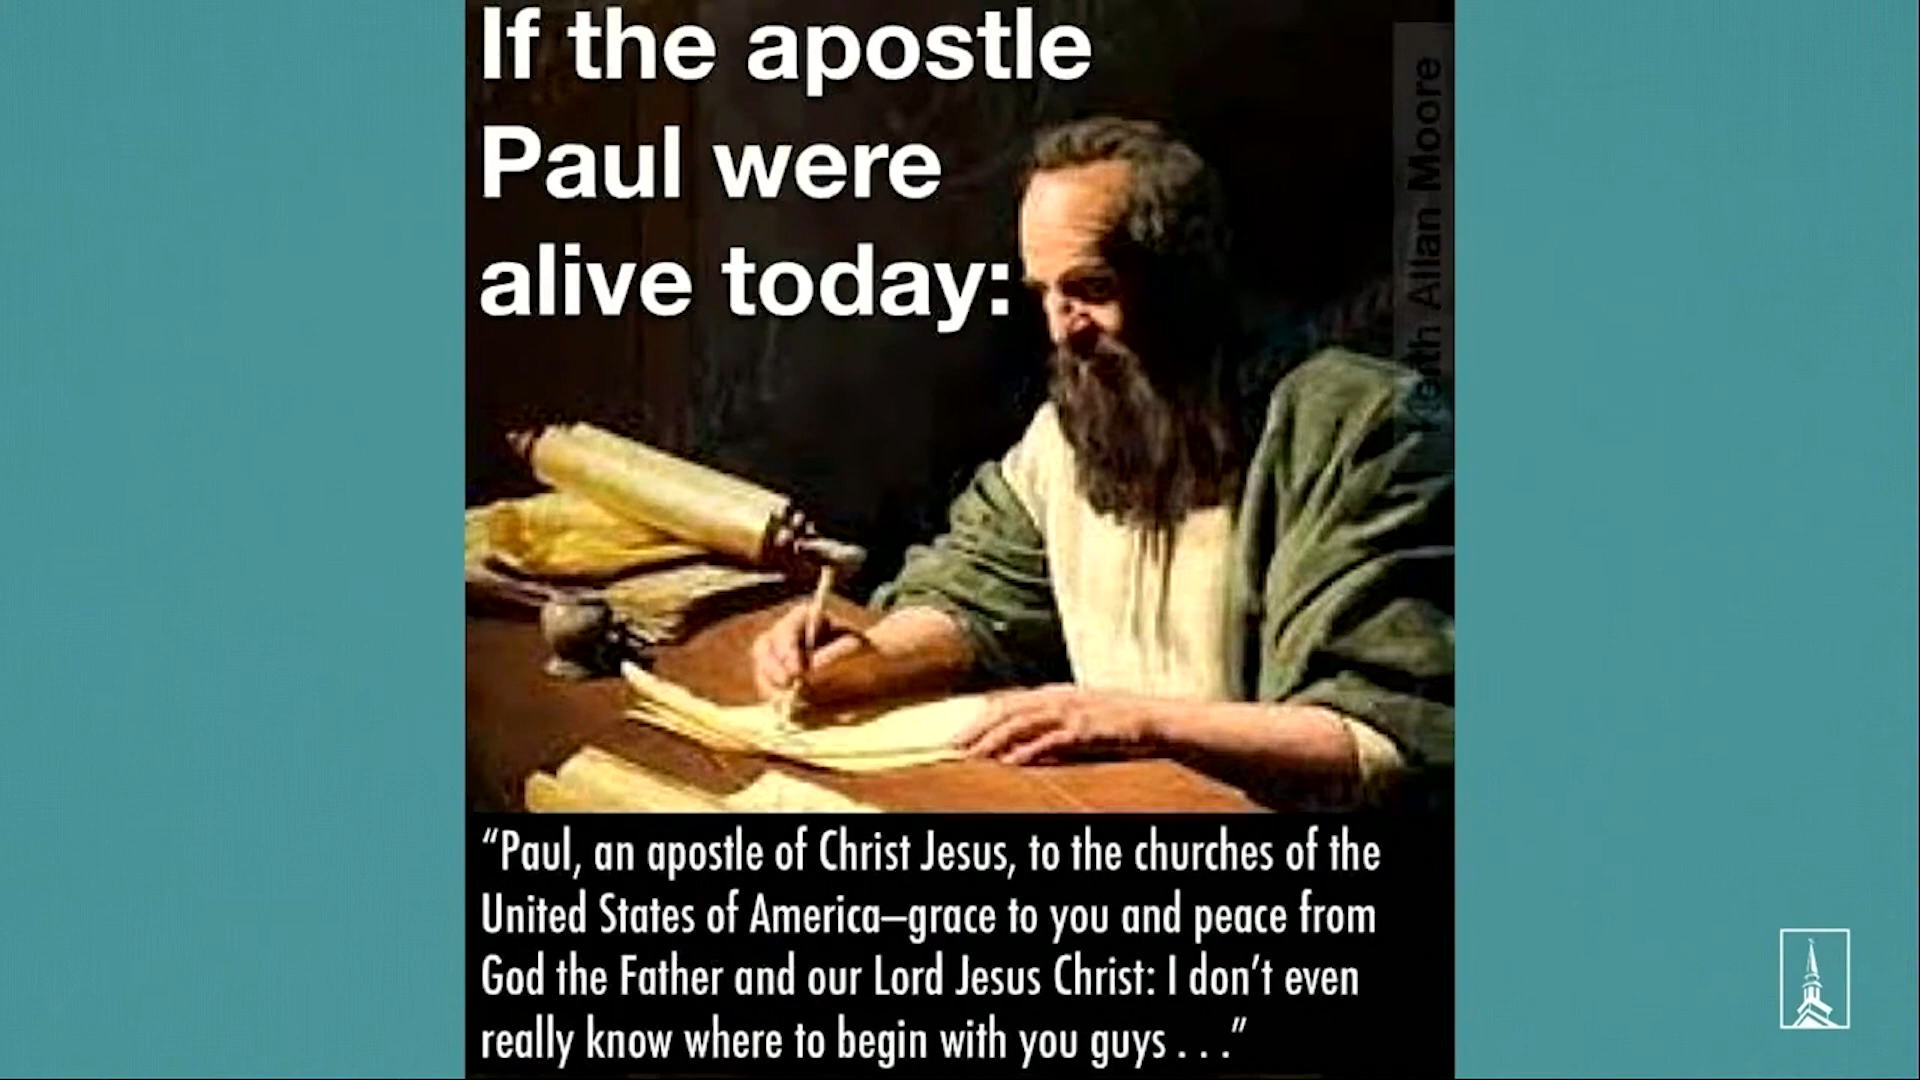 If the apostle
Paul were
alive today:
Keith Allan Moore
“Paul, an apostle of Christ Jesus, to the churches of the
United States of America–grace to you and peace from
God the Father and our Lord Jesus Christ: I don’t even
really know where to begin with you guys . . .”